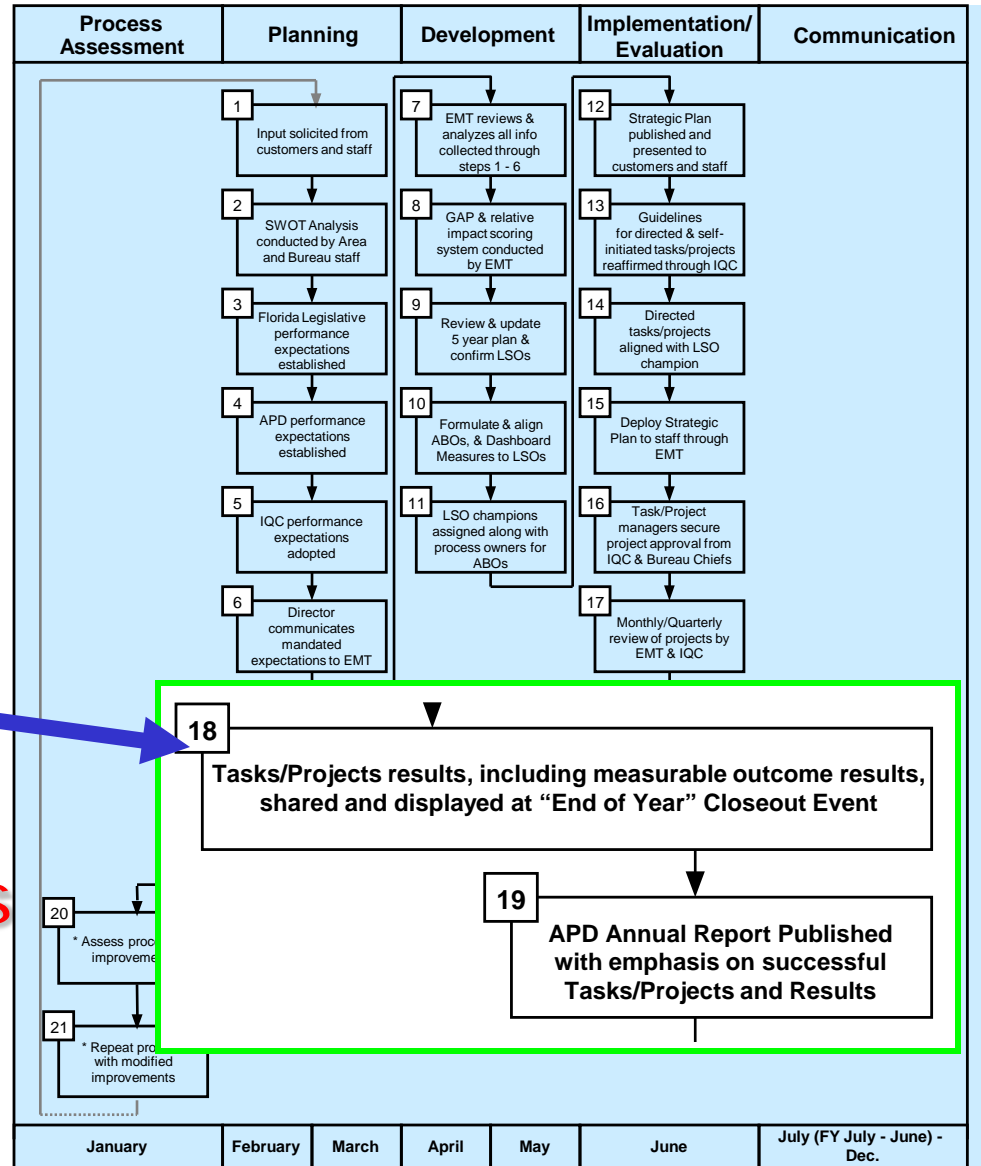 Process
Assessment
Planning
Development
Implementation/
Evaluation
Communication
1
Input solicited from
customers and staff
2
SWOT Analysis
conducted by Area
and Bureau staff
3
Florida Legislative
performance
expectations
established
4
APD performance
expectations
established
5
IQC performance
expectations
adopted
6
Director
communicates
mandated
expectations to EMT
7
EMT reviews &
analyzes all info
collected through
steps 1 - 6
8
GAP & relative
impact scoring
system conducted
by EMT
9
Review & update
5 year plan &
confirm LSOs
10
Formulate & align
ABOs, & Dashboard
Measures to LSOs
11
LSO champions
assigned along with
process owners for
ABOs
12
Strategic Plan
published and
presented to
customers and staff
13
Guidelines
for directed & self-
initiated tasks/projects
reaffirmed through IQC
14
Directed
tasks/projects
aligned with LSO
champion
15
Deploy Strategic
Plan to staff through
EMT
16
Task/Project
managers secure
project approval from
IQC & Bureau Chiefs
17
Monthly/Quarterly
review of projects by
EMT & IQC
18
Tasks/Projects results, including measurable outcome results,
shared and displayed at “End of Year” Closeout Event
19
APD Annual Report Published
with emphasis on successful
Tasks/Projects and Results
S
20
* Assess proc
improveme
21
* Repeat pro
with modified
improvements
January
February
March
April
May
June
July (FY July - June) -
Dec.